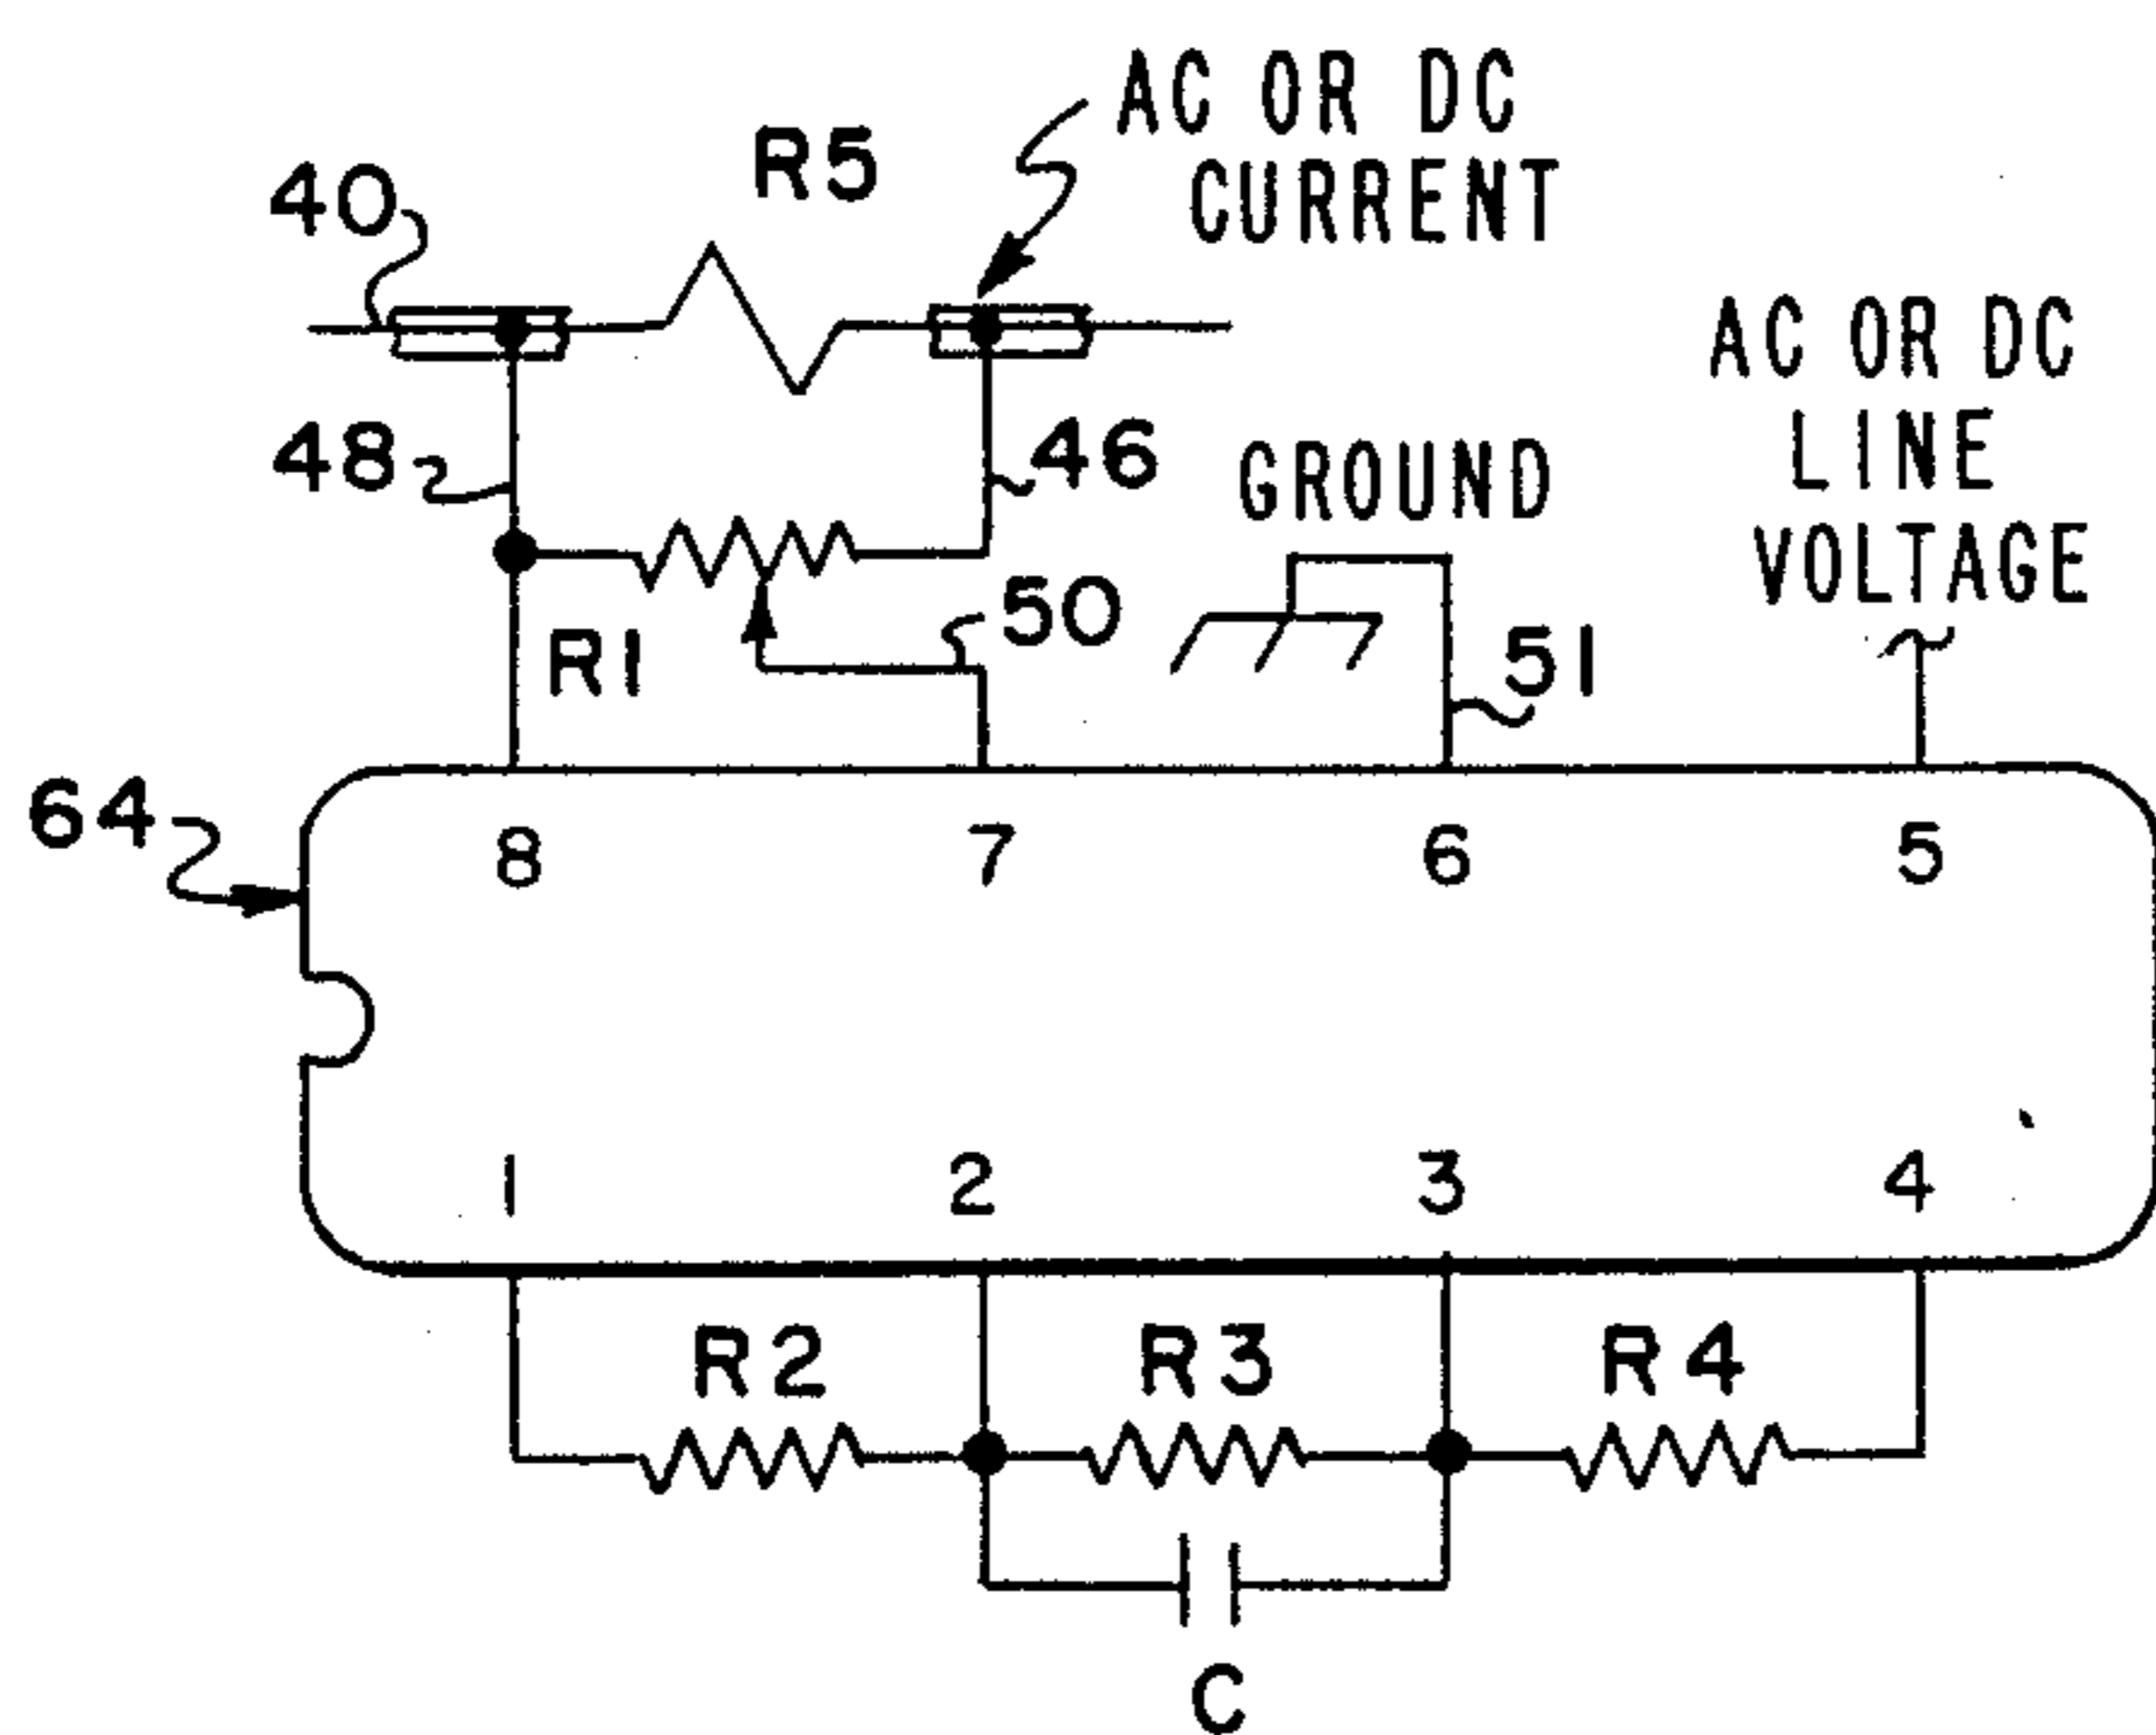 AC OR DC
CURRENT
R5
40
AC OR DC
LINE
VOLTAGE
48
46
GROUND
50
R1
51
64
8 7 6 5
1 2 3 4
R2 R3 R4
C